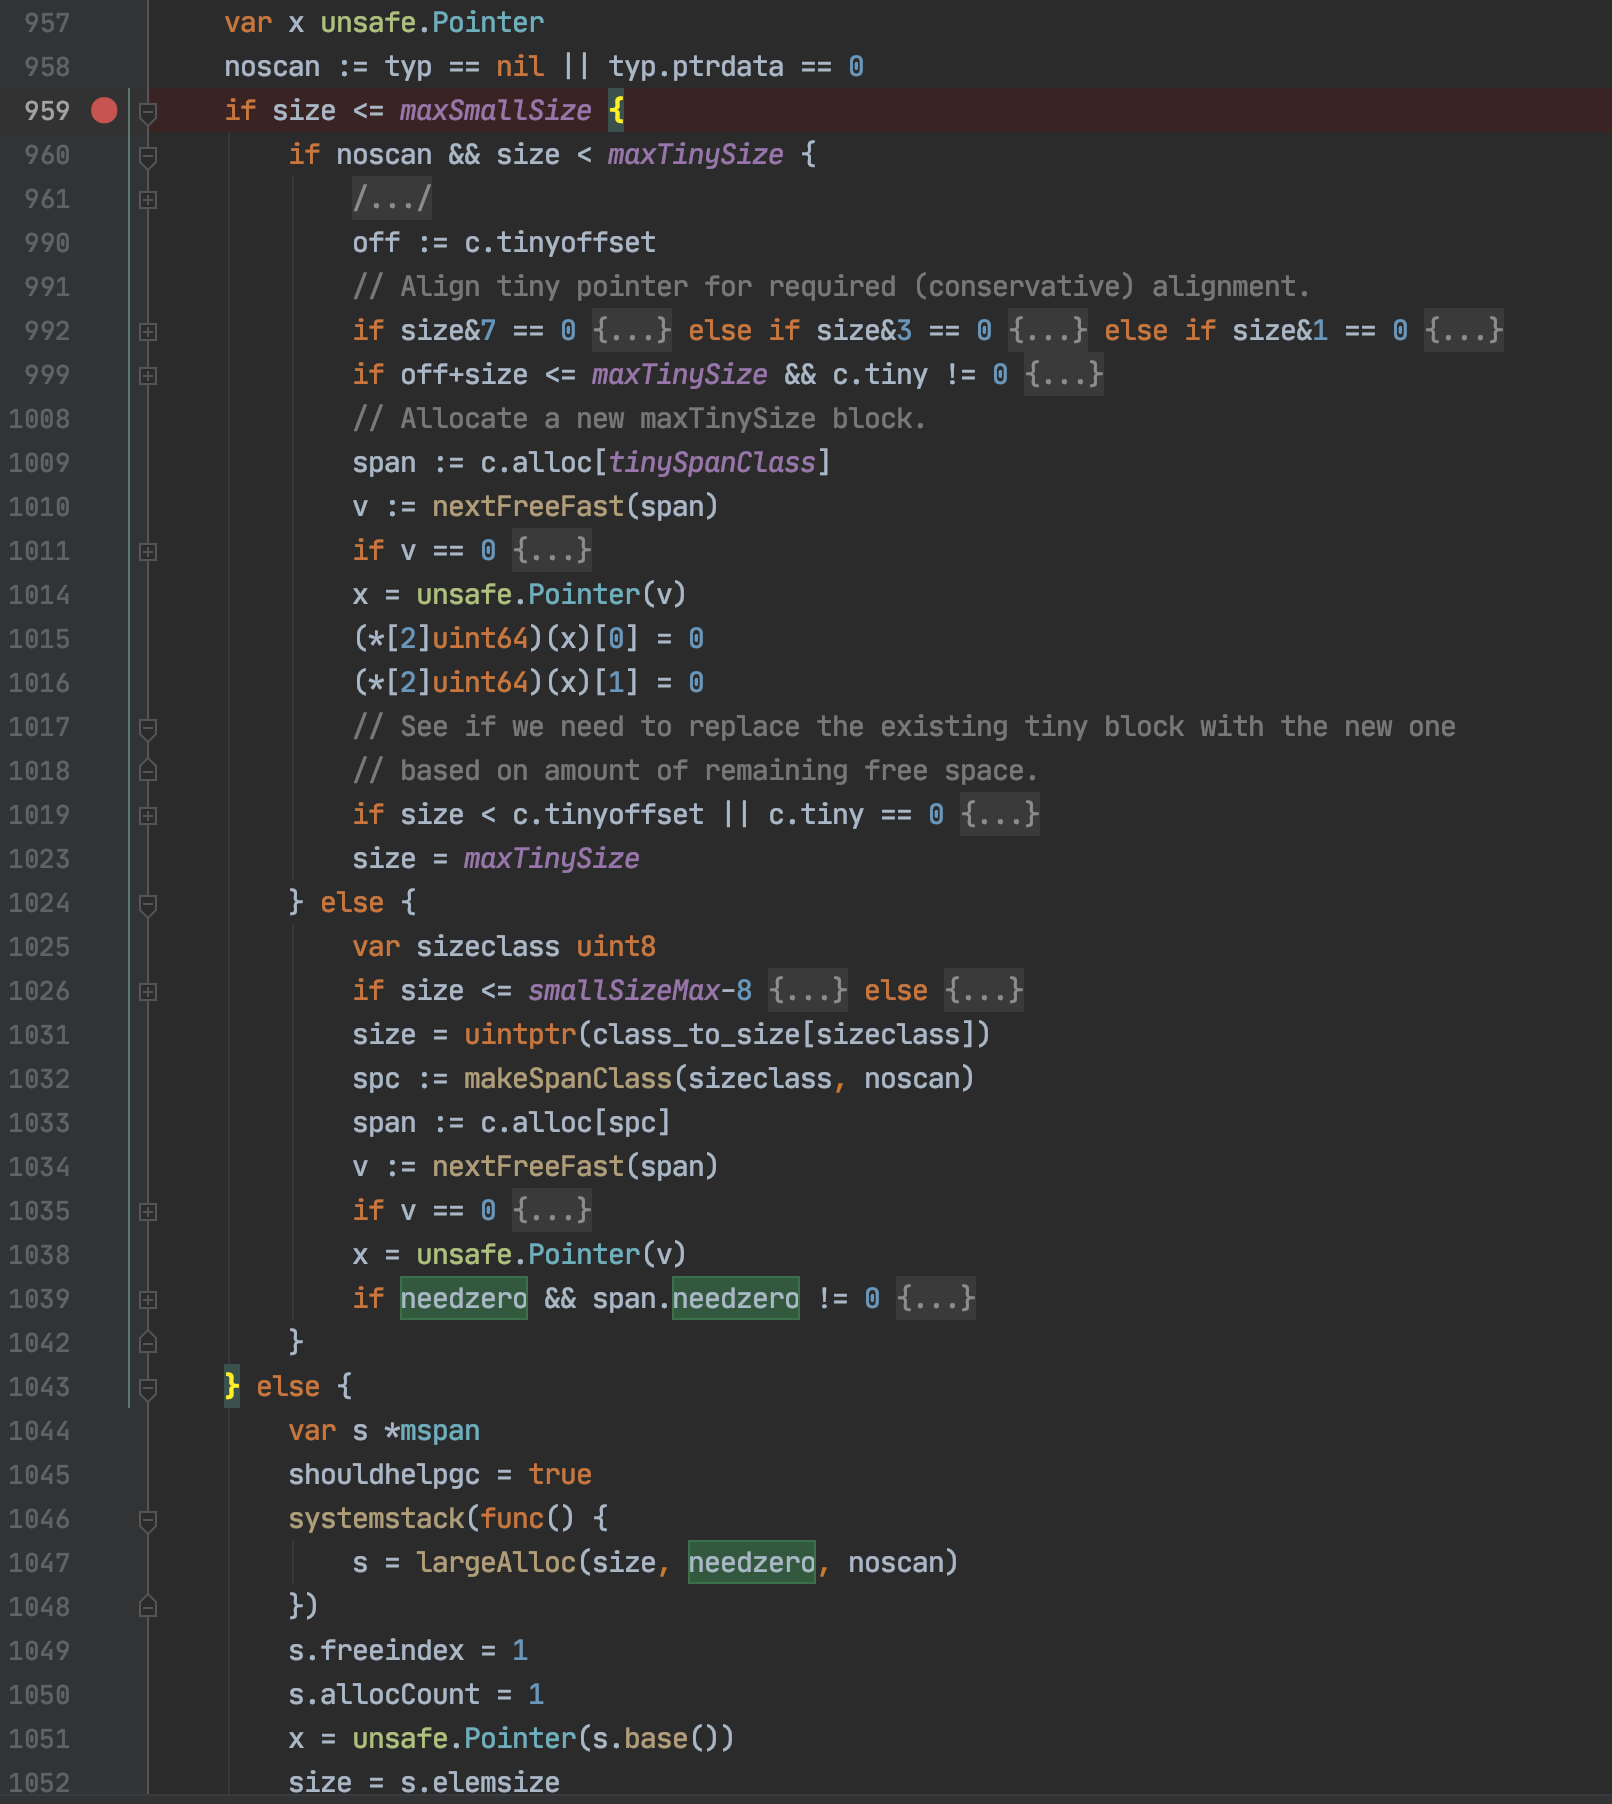 957 var x unsafe.Pointer
958 noscan := typ == nil || typ.ptrdata == 0
959 if size <= maxSmallSize {
960 if noscan && size < maxTinySize {
961 /.../
990 off := c.tinyoffset
991 // Align tiny pointer for required (conservative) alignment.
992 if size&7 == 0 {...} else if size&3 == 0 {...} else if size&1 == 0 {...}
999 if off+size <= maxTinySize && c.tiny != 0 {...}
1008 // Allocate a new maxTinySize block.
1009 span := c.alloc[tinySpanClass]
1010 v := nextFreeFast(span)
1011 if v == 0 {...}
1014 x = unsafe.Pointer(v)
1015 (*[2]uint64)(x)[0] = 0
1016 (*[2]uint64)(x)[1] = 0
1017 // See if we need to replace the existing tiny block with the new one
1018 // based on amount of remaining free space.
1019 if size < c.tinyoffset || c.tiny == 0 {...}
1023 size = maxTinySize
1024 } else {
1025 var sizeclass uint8
1026 if size <= smallSizeMax-8 {...} else {...}
1031 size = uintptr(class_to_size[sizeclass])
1032 spc := makeSpanClass(sizeclass, noscan)
1033 span := c.alloc[spc]
1034 v := nextFreeFast(span)
1035 if v == 0 {...}
1038 x = unsafe.Pointer(v)
1039 if needzero && span.needzero != 0 {...}
1042 }
1043 } else {
1044 var s *mspan
1045 shouldhelpgc = true
1046 systemstack(func() {
1047 s = largeAlloc(size, needzero, noscan)
1048 })
1049 s.freeindex = 1
1050 s.allocCount = 1
1051 x = unsafe.Pointer(s.base())
1052 size = s.elemsize